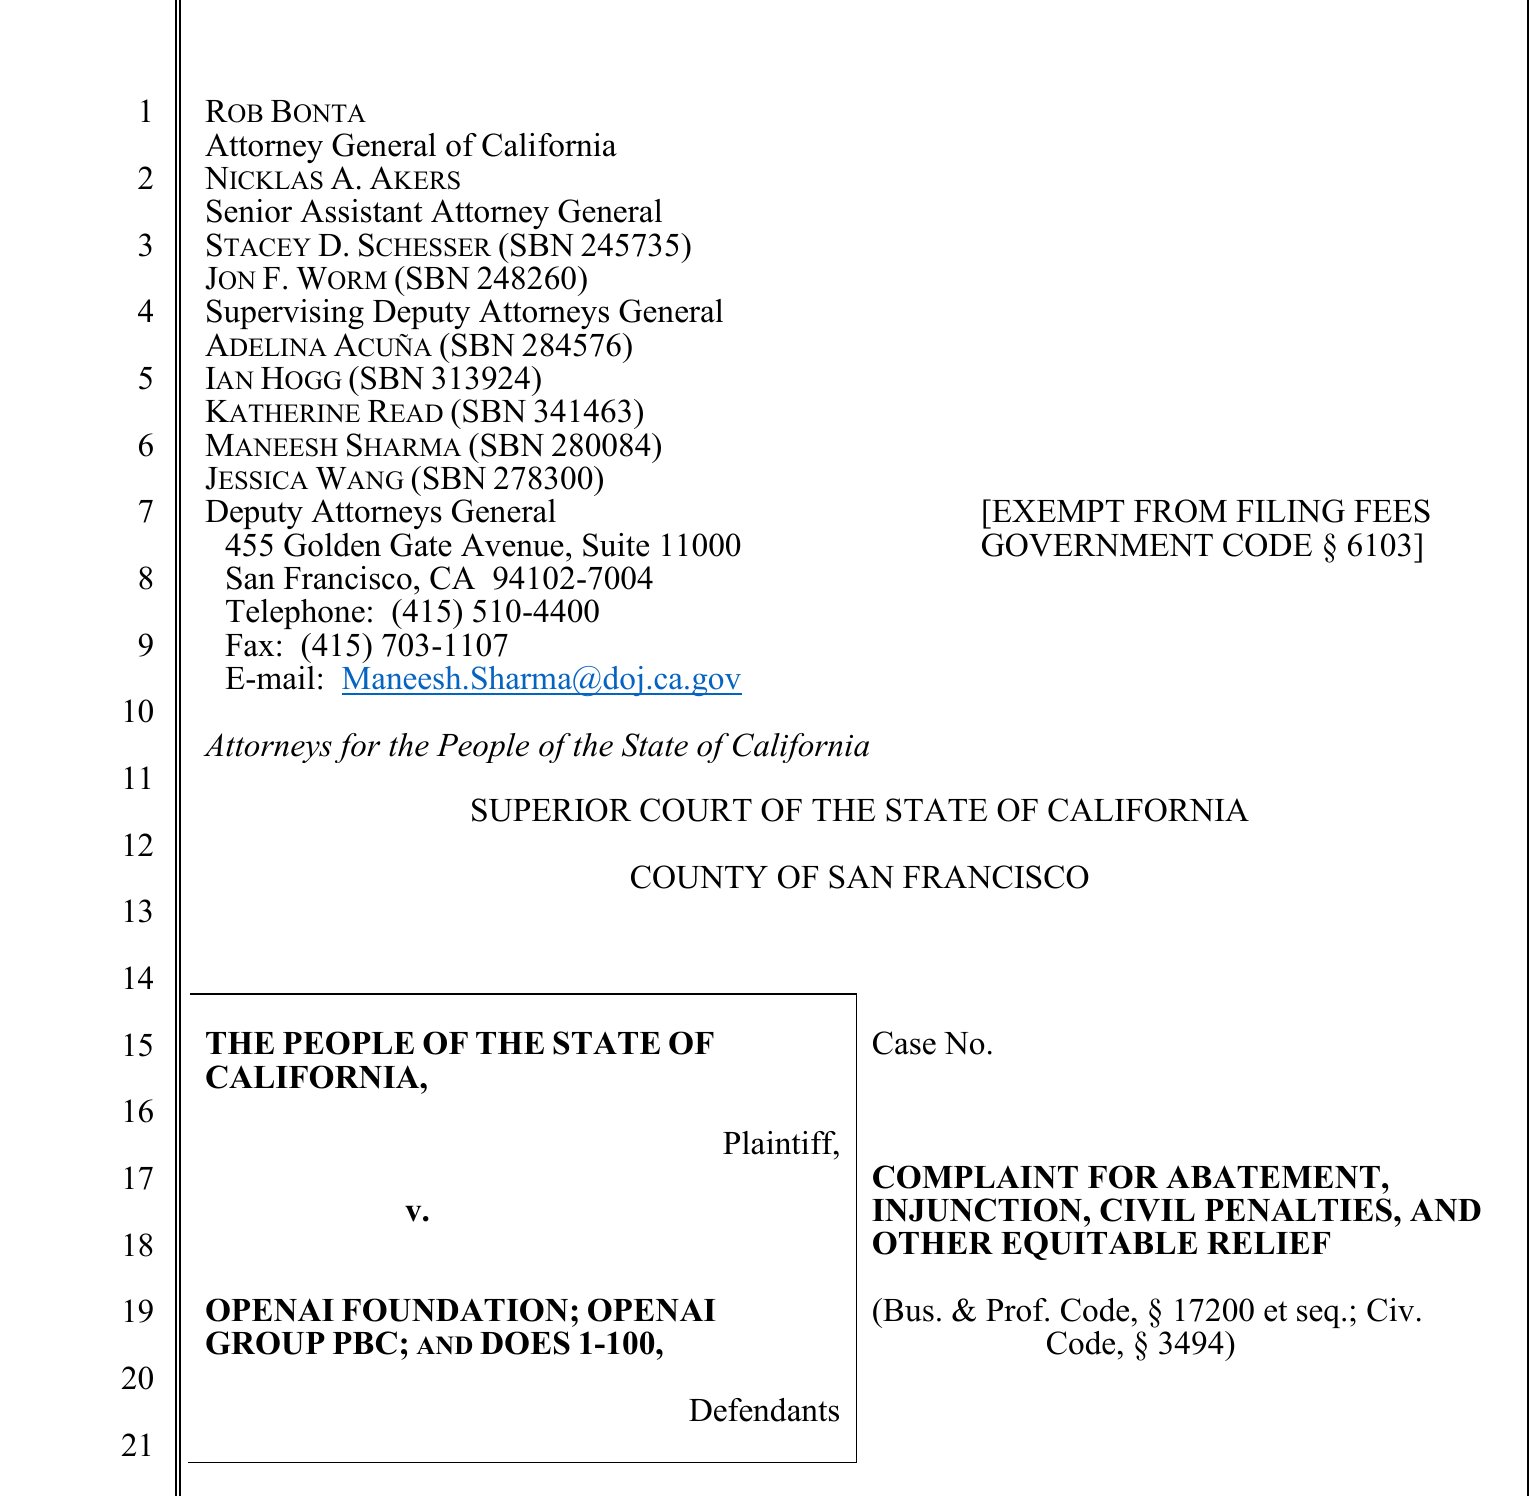 1 ROB BONTA
Attorney General of California
2 NICKLAS A. AKERS
Senior Assistant Attorney General
3 STACEY D. SCHESSER (SBN 245735)
JON F. WORM (SBN 248260)
4 Supervising Deputy Attorneys General
ADELINA ACUÑA (SBN 284576)
5 IAN HOGG (SBN 313924)
KATHERINE READ (SBN 341463)
6 MANEESH SHARMA (SBN 280084)
JESSICA WANG (SBN 278300)
7 Deputy Attorneys General [EXEMPT FROM FILING FEES
455 Golden Gate Avenue, Suite 11000 GOVERNMENT CODE § 6103]
8 San Francisco, CA 94102-7004
Telephone: (415) 510-4400
9 Fax: (415) 703-1107
E-mail: Maneesh.Sharma@doj.ca.gov
10
Attorneys for the People of the State of California
11
SUPERIOR COURT OF THE STATE OF CALIFORNIA
12
COUNTY OF SAN FRANCISCO
13
14
15 THE PEOPLE OF THE STATE OF Case No.
CALIFORNIA,
16
Plaintiff,
17 COMPLAINT FOR ABATEMENT,
v. INJUNCTION, CIVIL PENALTIES, AND
18 OTHER EQUITABLE RELIEF
19 OPENAI FOUNDATION; OPENAI (Bus. & Prof. Code, § 17200 et seq.; Civ.
GROUP PBC; AND DOES 1-100, Code, § 3494)
20
Defendants
21